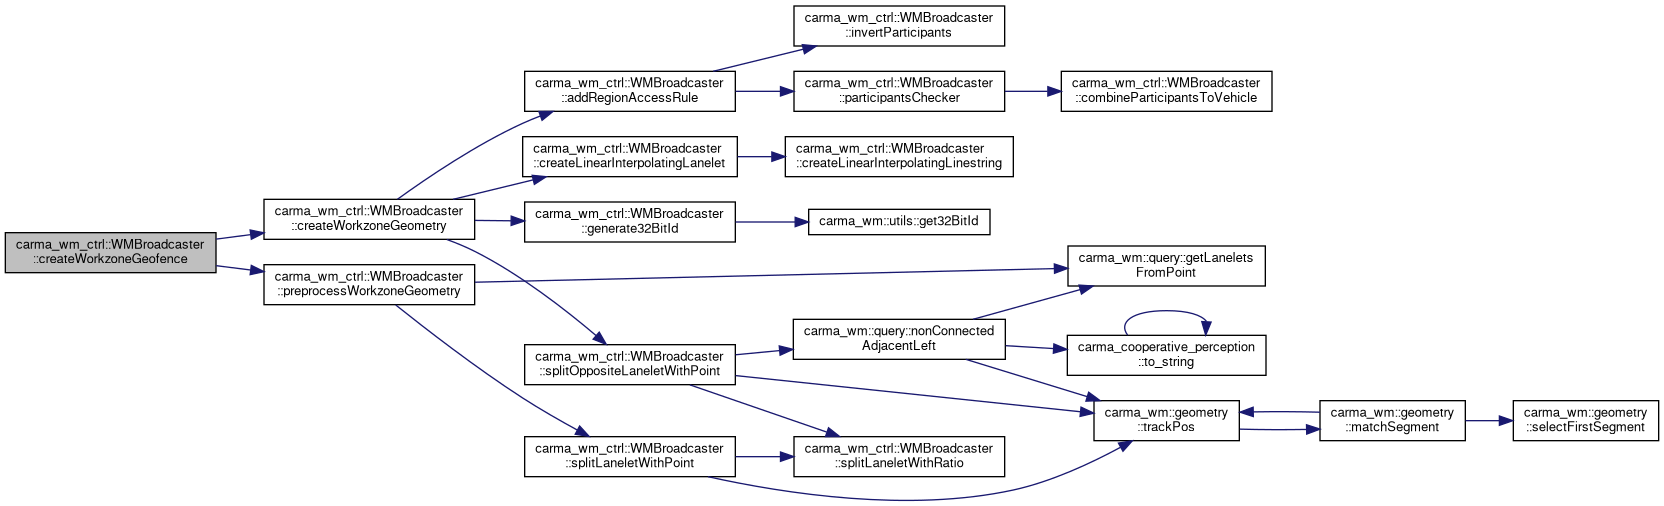 carma_wm_ctrl::WMBroadcaster
::createWorkzoneGeofence
carma_wm_ctrl::WMBroadcaster
::createWorkzoneGeometry
carma_wm_ctrl::WMBroadcaster
::preprocessWorkzoneGeometry
carma_wm_ctrl::WMBroadcaster
::addRegionAccessRule
carma_wm_ctrl::WMBroadcaster
::createLinearInterpolatingLanelet
carma_wm_ctrl::WMBroadcaster
::generate32BitId
carma_wm_ctrl::WMBroadcaster
::splitOppositeLaneletWithPoint
carma_wm_ctrl::WMBroadcaster
::splitLaneletWithPoint
carma_wm_ctrl::WMBroadcaster
::invertParticipants
carma_wm_ctrl::WMBroadcaster
::participantsChecker
carma_wm_ctrl::WMBroadcaster
::createLinearInterpolatingLinestring
carma_wm::utils::get32BitId
carma_wm::query::nonConnected
AdjacentLeft
carma_wm_ctrl::WMBroadcaster
::splitLaneletWithRatio
carma_wm_ctrl::WMBroadcaster
::combineParticipantsToVehicle
carma_wm::query::getLanelets
FromPoint
carma_cooperative_perception
::to_string
carma_wm::geometry
::trackPos
carma_wm::geometry
::matchSegment
carma_wm::geometry
::selectFirstSegment